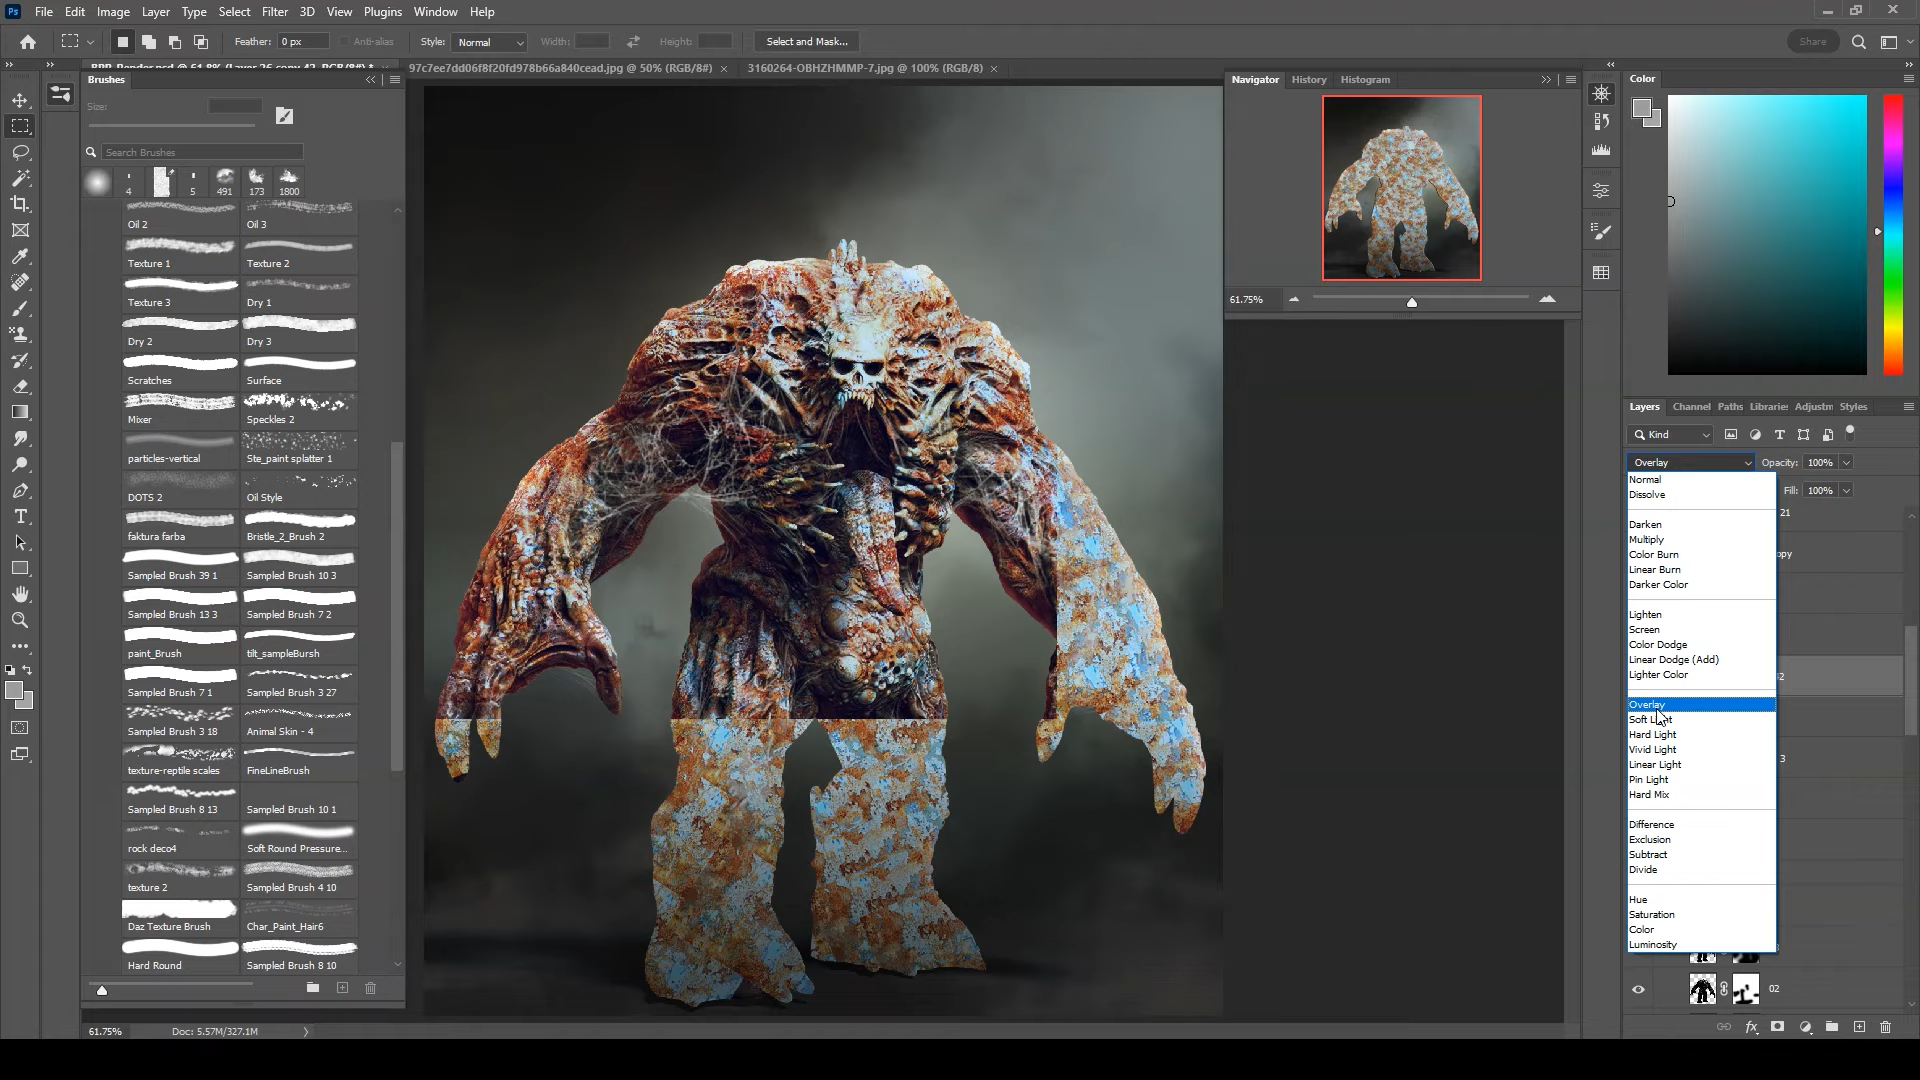 Ps File Edit Image Layer Type Select Filter 3D View Plugins Window Help
Feather: 0 px Anti-alias Style: Normal Width: Height: Select and Mask... Share
97c7ee7dd06f8f20fd978b66a840cead.jpg @ 50% (RGB/8#) × 3160264-OBHZHMMP-7.jpg @ 100% (RGB/8) ×
Brushes
Size:
Search Brushes
4 5 491 173 1800
Oil 2 Oil 3
Texture 1 Texture 2
Texture 3 Dry 1
Dry 2 Dry 3
Scratches Surface
Mixer Speckles 2
particles-vertical Ste_paint splatter 1
DOTS 2 Oil Style
faktura farba Bristle_2_Brush 2
Sampled Brush 39 1 Sampled Brush 10 3
Sampled Brush 13 3 Sampled Brush 7 2
paint_Brush tilt_sampleBursh
Sampled Brush 7 1 Sampled Brush 3 27
Sampled Brush 3 18 Animal Skin - 4
texture-reptile scales FineLineBrush
Sampled Brush 8 13 Sampled Brush 10 1
rock deco4 Soft Round Pressure...
texture 2 Sampled Brush 4 10
Daz Texture Brush Char_Paint_Hair6
Hard Round Sampled Brush 8 10
61.75% Doc: 5.57M/327.1M
Navigator History Histogram
61.75%
Color
Layers Channel Paths Librarie Adjustm Styles
Kind
Overlay Opacity: 100%
Fill: 100%
Normal
Dissolve
Darken
Multiply
Color Burn
Linear Burn
Darker Color
Lighten
Screen
Color Dodge
Linear Dodge (Add)
Lighter Color
Overlay
Soft Light
Hard Light
Vivid Light
Linear Light
Pin Light
Hard Mix
Difference
Exclusion
Subtract
Divide
Hue
Saturation
Color
Luminosity
21
02
fx